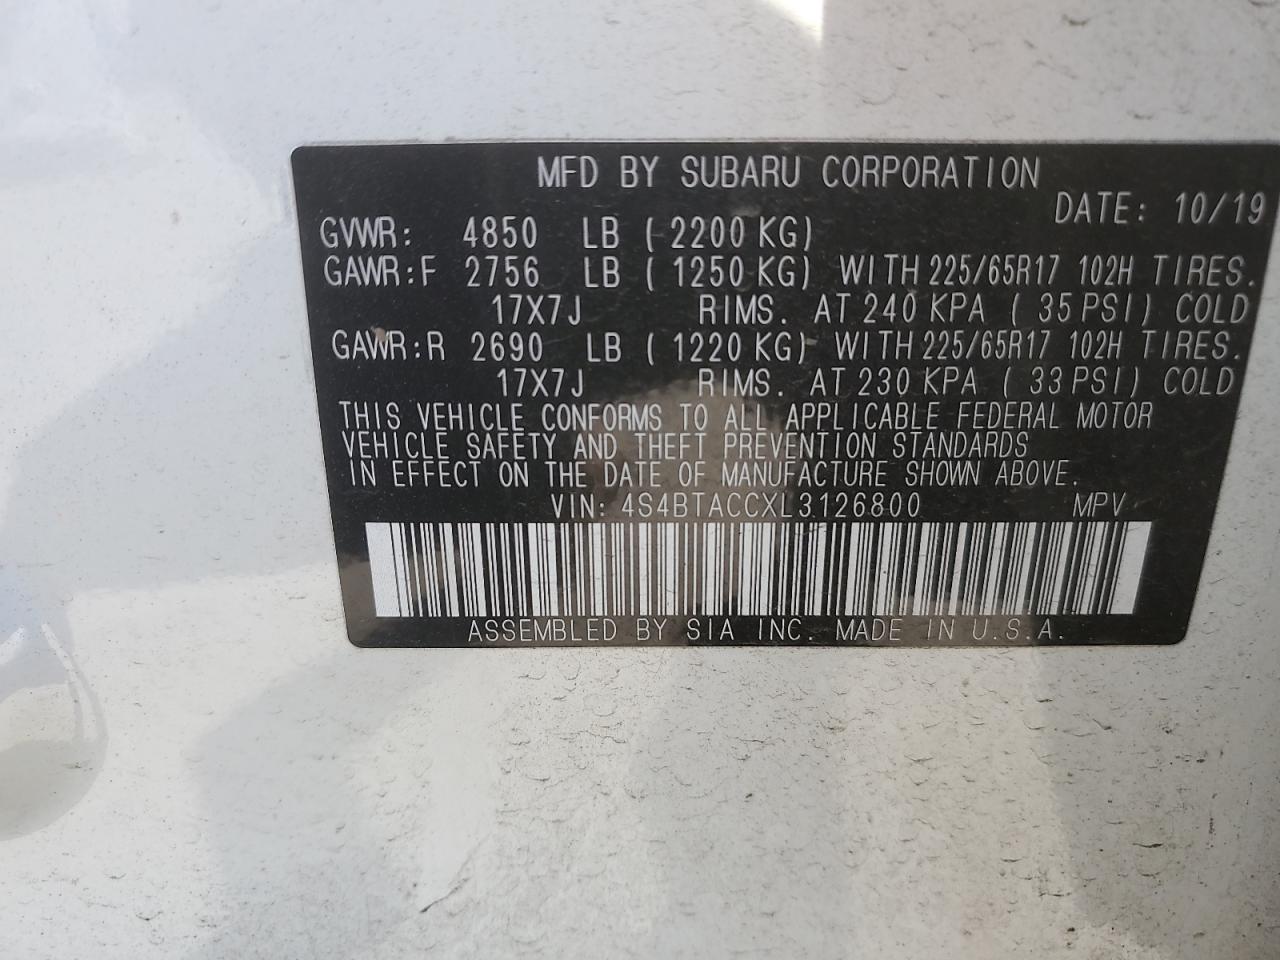 MFD BY SUBARU CORPORATION
DATE: 10/19
GVWR: 4850 LB (2200 KG)
GAWR:F 2756 LB (1250 KG) WITH 225/65R17 102H TIRES.
17X7J RIMS. AT 240 KPA (35 PSI) COLD
GAWR:R 2690 LB (1220 KG) WITH 225/65R17 102H TIRES.
17X7J RIMS. AT 230 KPA (33 PSI) COLD
THIS VEHICLE CONFORMS TO ALL APPLICABLE FEDERAL MOTOR
VEHICLE SAFETY AND THEFT PREVENTION STANDARDS
IN EFFECT ON THE DATE OF MANUFACTURE SHOWN ABOVE.
VIN: 4S4BTACCXL3126800 MPV
ASSEMBLED BY SIA INC. MADE IN U.S.A.